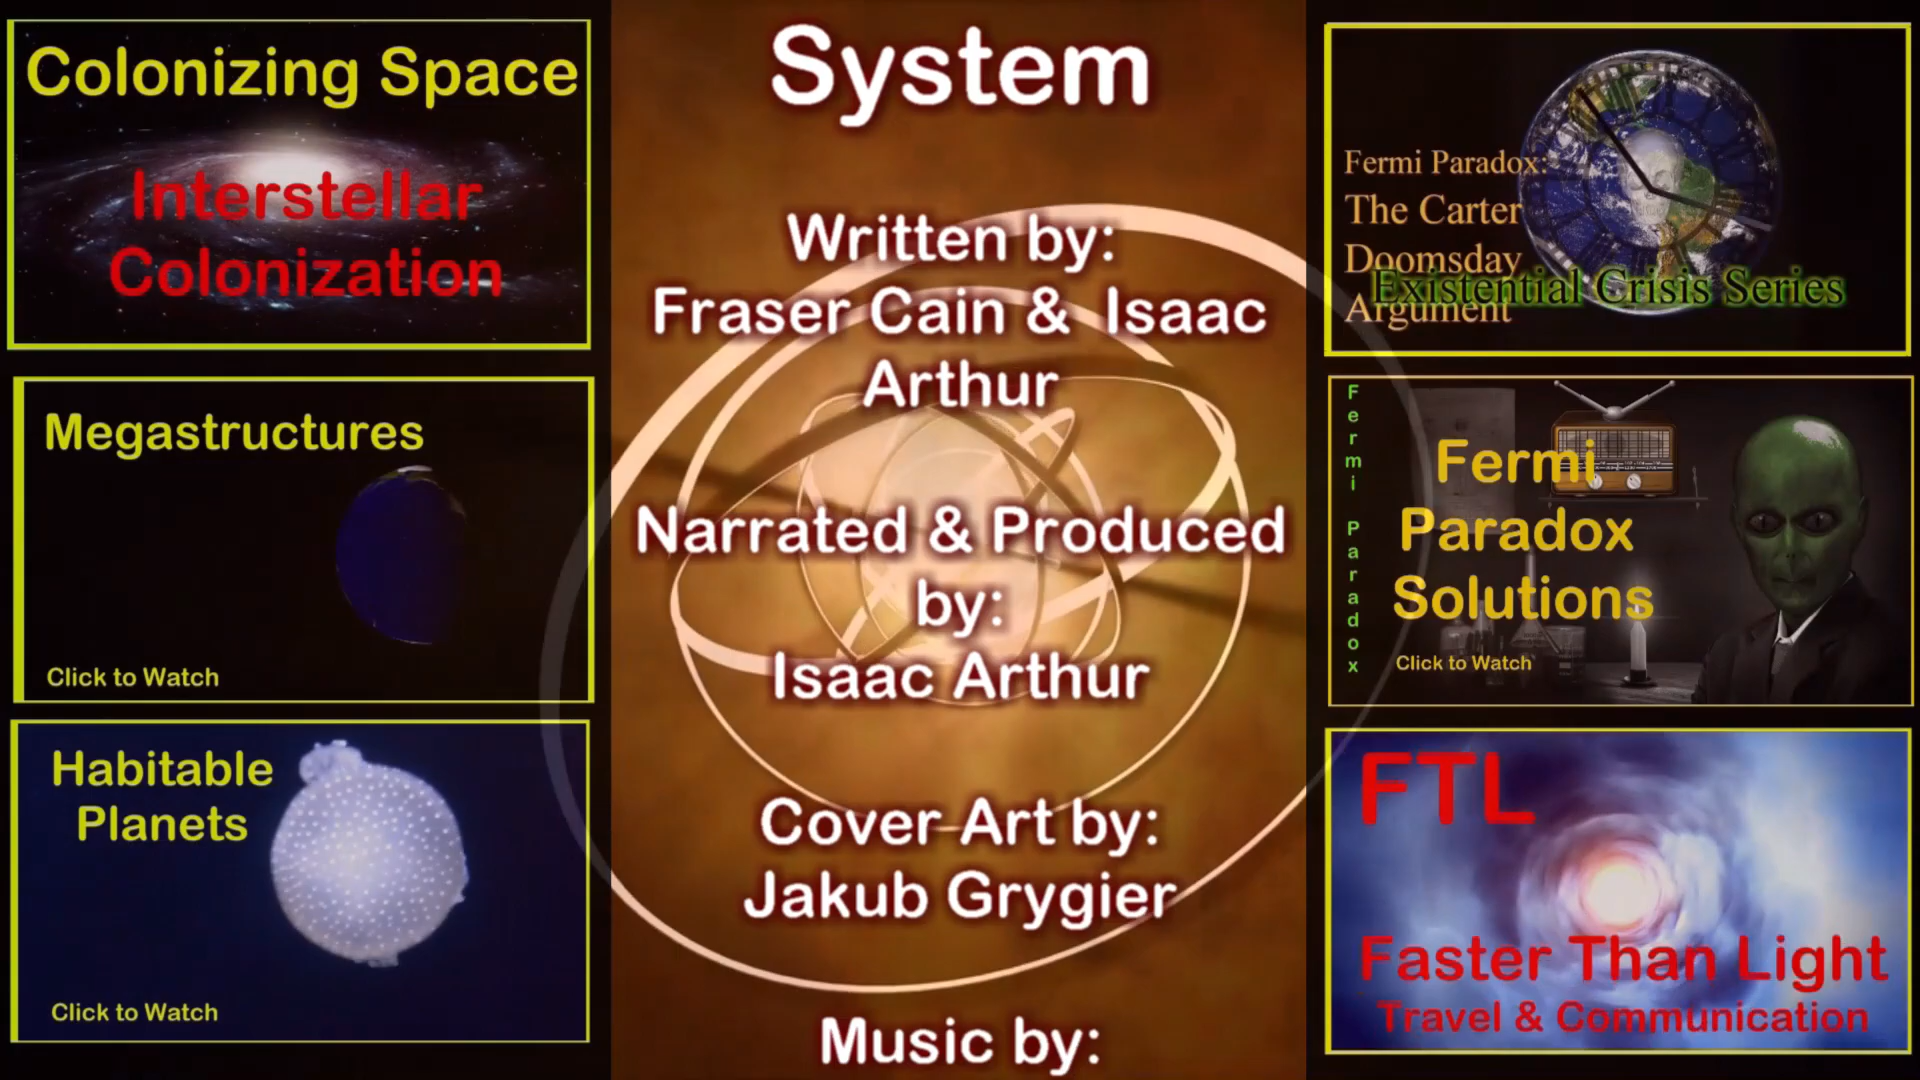 Colonizing Space
Interstellar
Colonization
Megastructures
Click to Watch
Habitable
Planets
Click to Watch
System
Written by:
Fraser Cain & Isaac
Arthur
Narrated & Produced
by:
Isaac Arthur
Cover Art by:
Jakub Grygier
Music by:
Fermi Paradox:
The Carter
Doomsday
Argument
Existential Crisis Series
Fermi Paradox
Fermi
Paradox
Solutions
Click to Watch
FTL
Faster Than Light
Travel & Communication